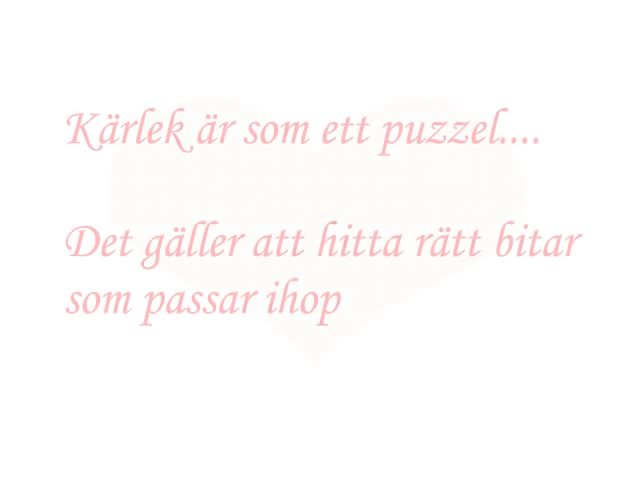 Kärlek är som ett puzzel....
Det gäller att hitta rätt bitar
som passar ihop